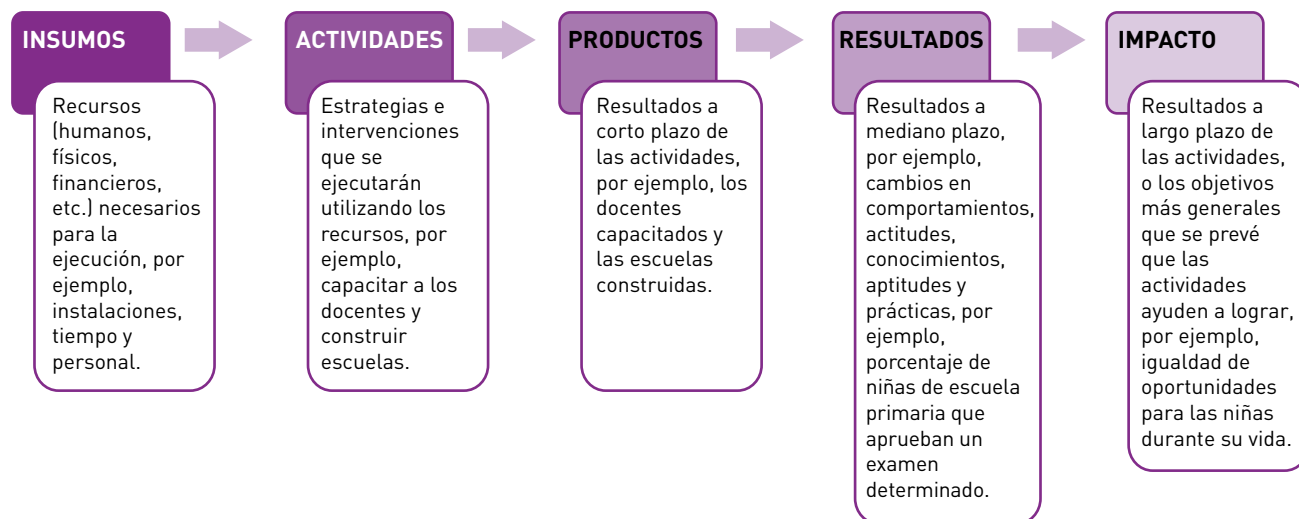 INSUMOS
Recursos
(humanos,
físicos,
financieros,
etc.) necesarios
para la
ejecución, por
ejemplo,
instalaciones,
tiempo y
personal.
ACTIVIDADES
Estrategias e
intervenciones
que se
ejecutarán
utilizando los
recursos, por
ejemplo,
capacitar a los
docentes y
construir
escuelas.
PRODUCTOS
Resultados a
corto plazo de
las actividades,
por ejemplo, los
docentes
capacitados y
las escuelas
construidas.
RESULTADOS
Resultados a
mediano plazo,
por ejemplo,
cambios en
comportamientos,
actitudes,
conocimientos,
aptitudes y
prácticas, por
ejemplo,
porcentaje de
niñas de escuela
primaria que
aprueban un
examen
determinado.
IMPACTO
Resultados a
largo plazo de
las actividades,
o los objetivos
más generales
que se prevé
que las
actividades
ayuden a lograr,
por ejemplo,
igualdad de
oportunidades
para las niñas
durante su vida.